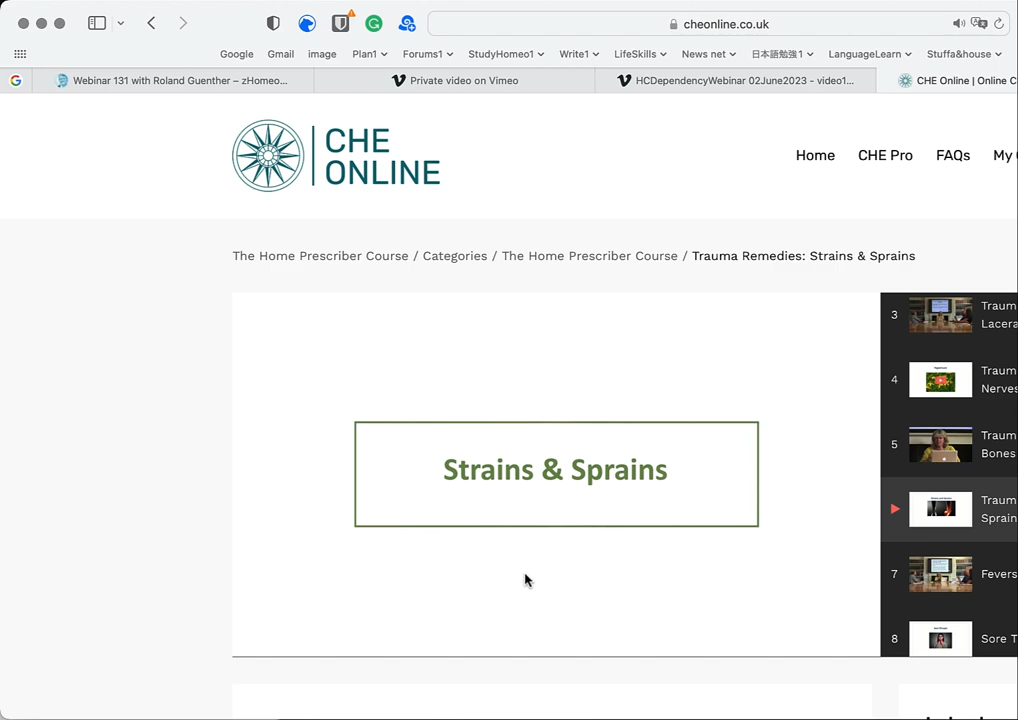 cheonline.co.uk
Google Gmail image Plan1 Forums1 StudyHomeo1 Write1 LifeSkills News net 日本語勉強1 LanguageLearn Stuffa&house
Webinar 131 with Roland Guenther – zHomeo... Private video on Vimeo HCDependencyWebinar 02June2023 - video1... CHE Online | Online C
CHE
ONLINE
Home CHE Pro FAQs My
The Home Prescriber Course / Categories / The Home Prescriber Course / Trauma Remedies: Strains & Sprains
Strains & Sprains
3 Traum
Lacera
4 Traum
Nerves
5 Traum
Bones
Traum
Sprain
7 Fevers
8 Sore T